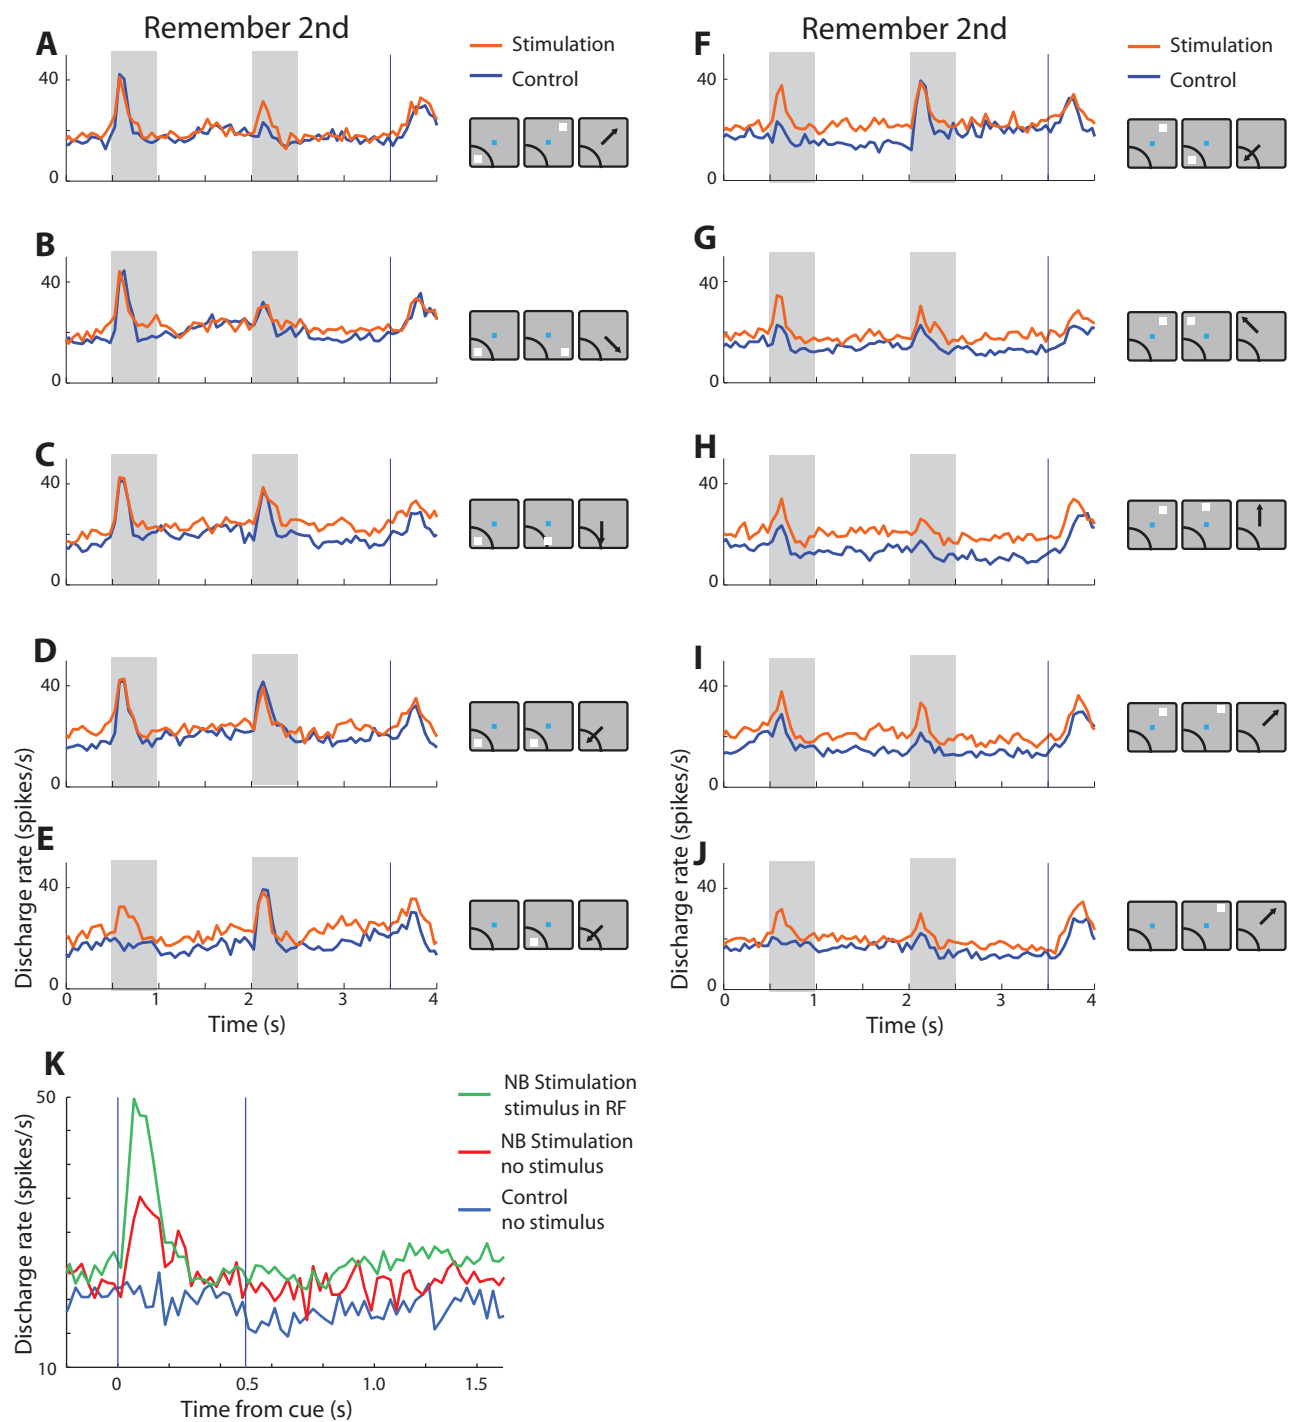 A
Remember 2nd
Stimulation
Control
40
0
B
40
0
C
40
0
D
40
0
E
40
0
Discharge rate (spikes/s)
0 1 2 3 4
Time (s)
F
Remember 2nd
Stimulation
Control
40
0
G
40
0
H
40
0
I
40
0
J
40
0
Discharge rate (spikes/s)
0 1 2 3 4
Time (s)
K
50
10
Discharge rate (spikes/s)
0 0.5 1.0 1.5
Time from cue (s)
NB Stimulation
stimulus in RF
NB Stimulation
no stimulus
Control
no stimulus